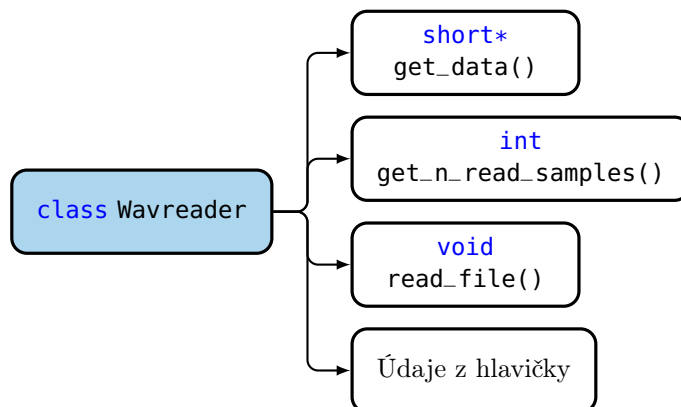 short*
get_data()
int
get_n_read_samples()
class Wavreader
void
read_file()
Údaje z hlavičky